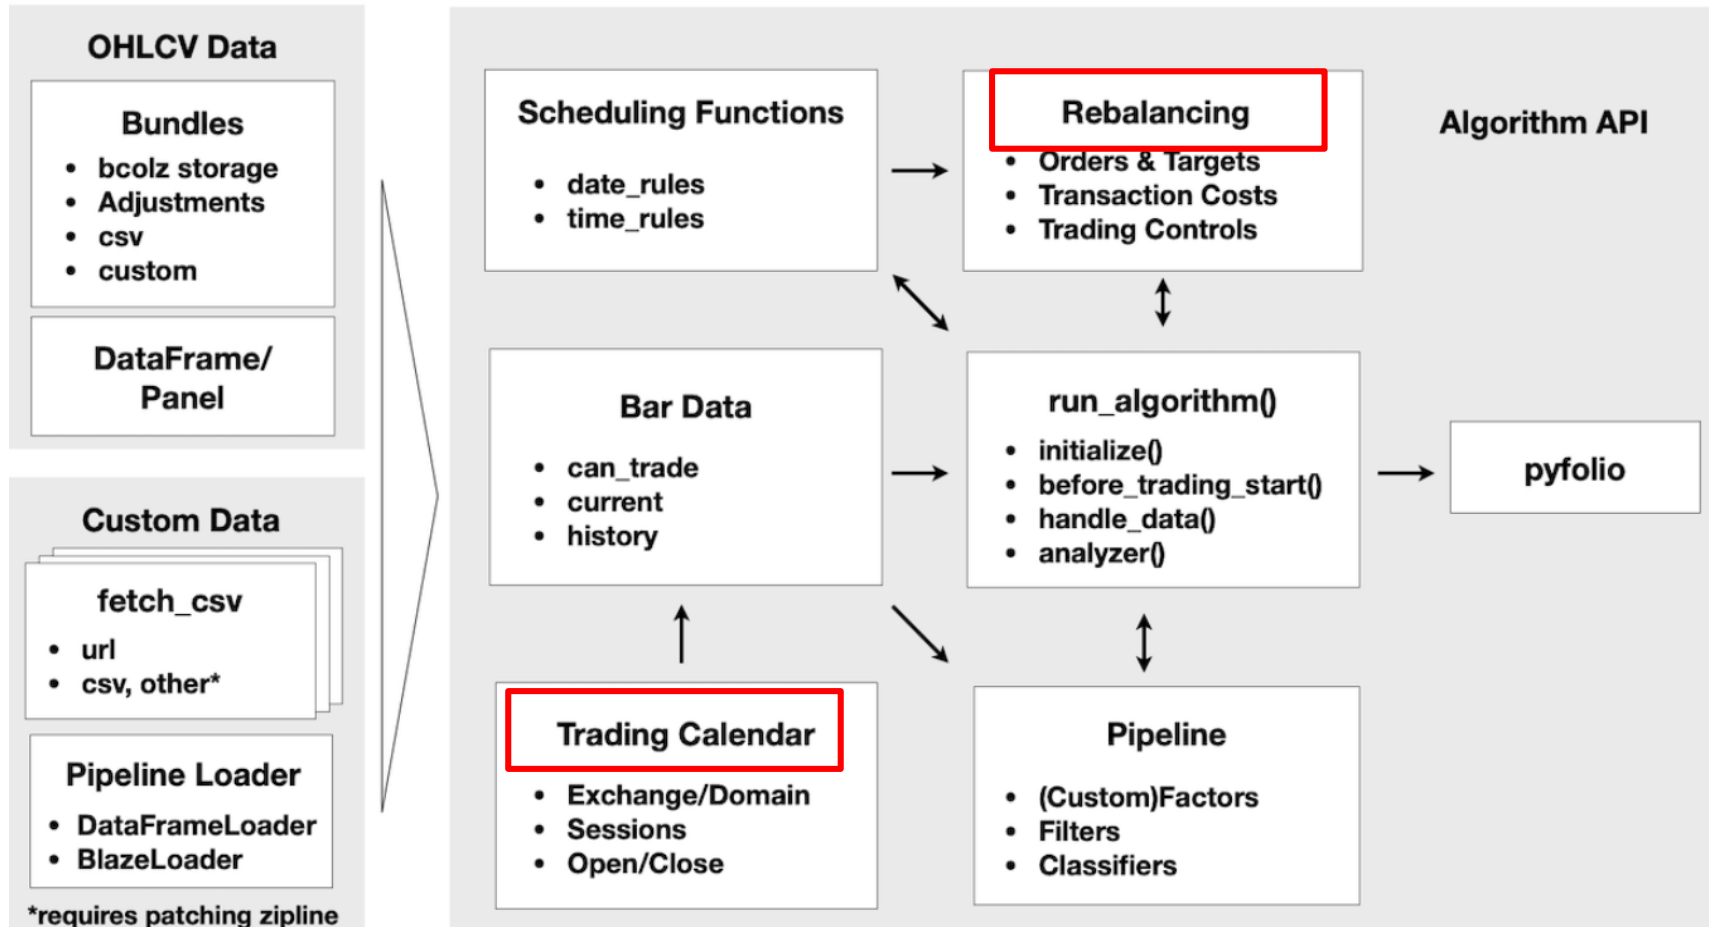 OHLCV Data
Bundles
• bcolz storage
• Adjustments
• csv
• custom
DataFrame/
Panel
Custom Data
fetch_csv
• url
• csv, other*
Pipeline Loader
• DataFrameLoader
• BlazeLoader
*requires patching zipline
Algorithm API
Scheduling Functions
• date_rules
• time_rules
Rebalancing
• Orders & Targets
• Transaction Costs
• Trading Controls
Bar Data
• can_trade
• current
• history
run_algorithm()
• initialize()
• before_trading_start()
• handle_data()
• analyzer()
pyfolio
Trading Calendar
• Exchange/Domain
• Sessions
• Open/Close
Pipeline
• (Custom)Factors
• Filters
• Classifiers